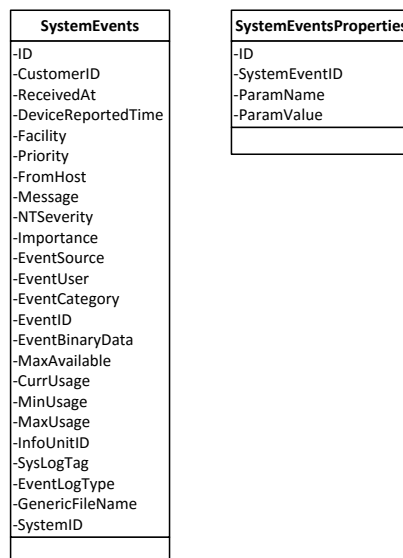 SystemEvents
-ID
-CustomerID
-ReceivedAt
-DeviceReportedTime
-Facility
-Priority
-FromHost
-Message
-NTSeverity
-Importance
-EventSource
-EventUser
-EventCategory
-EventID
-EventBinaryData
-MaxAvailable
-CurrUsage
-MinUsage
-MaxUsage
-InfoUnitID
-SysLogTag
-EventLogType
-GenericFileName
-SystemID
SystemEventsProperties
-ID
-SystemEventID
-ParamName
-ParamValue